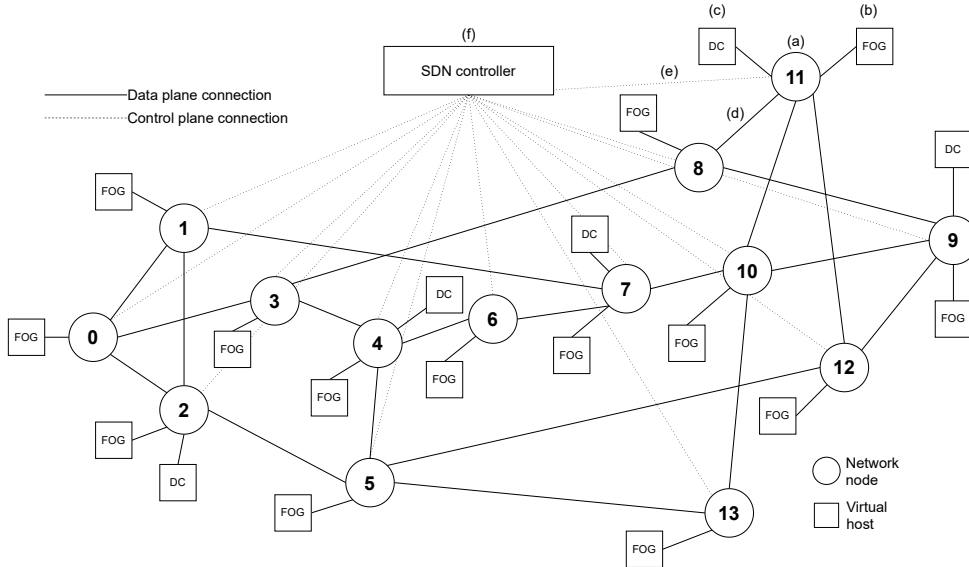 (c)
(b)
(f)
(a)
DC
FOG
SDN controller
(e)
11
Data plane connection
Control plane connection
FOG
(d)
8
DC
FOG
1
DC
9
10
7
3
DC
6
FOG
0
FOG
4
FOG
FOG
FOG
FOG
12
FOG
2
FOG
FOG
FOG
DC
5
Network
node
FOG
13
Virtual
host
FOG